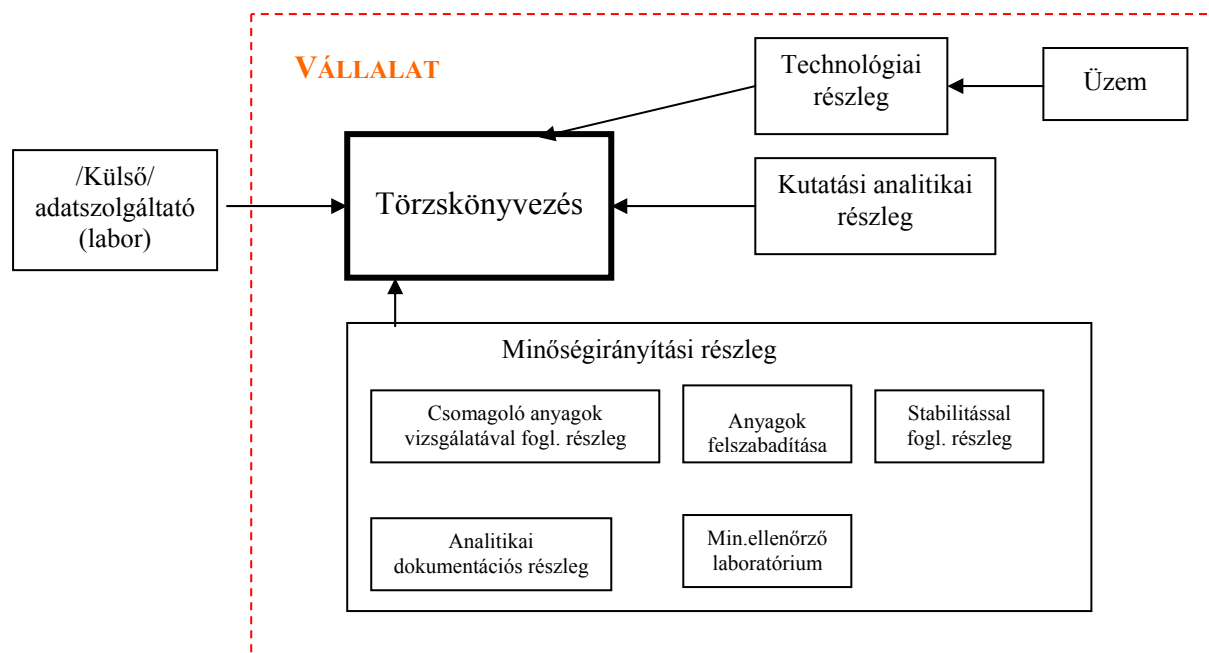 VÁLLALAT
Technológiai
részleg
Üzem
/Külső/
adatszolgáltató
(labor)
Törzskönyvezés
Kutatási analitikai
részleg
Minőségirányítási részleg
Csomagoló anyagok
vizsgálatával fogl. részleg
Anyagok
felszabadítása
Stabilitással
fogl. részleg
Analitikai
dokumentációs részleg
Min.ellenőrző
laboratórium